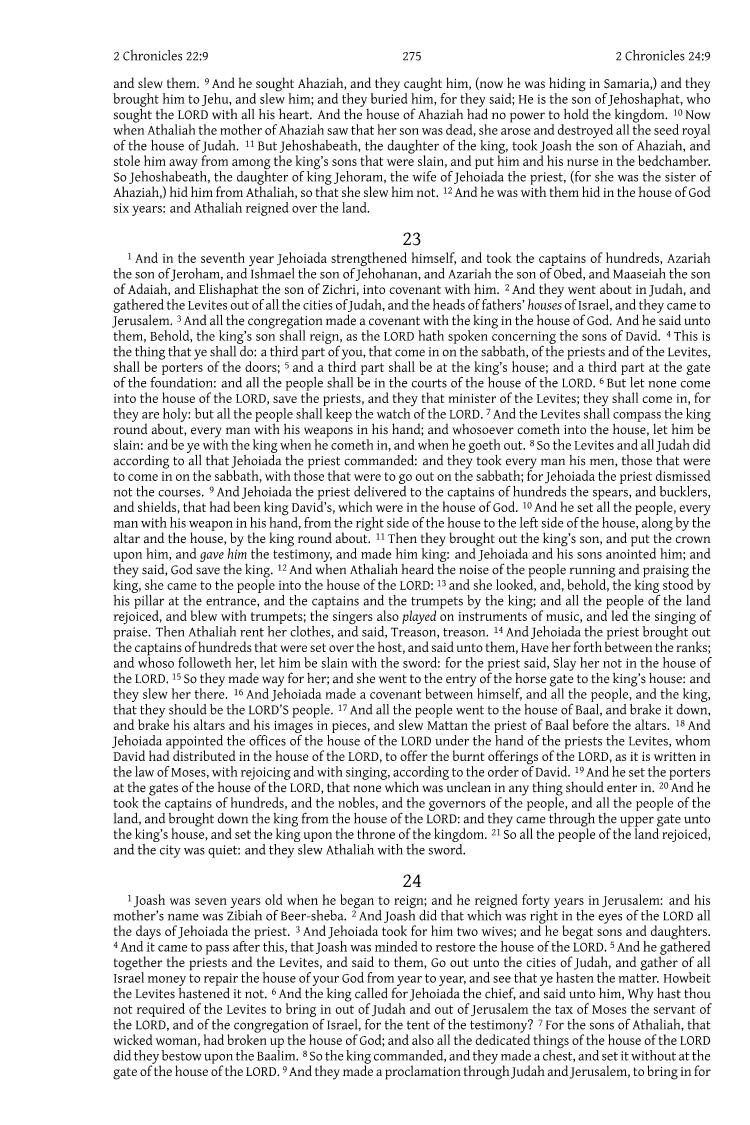 2 Chronicles 22:9 275 2 Chronicles 24:9
and slew them. 9 And he sought Ahaziah, and they caught him, (now he was hiding in Samaria,) and they
brought him to Jehu, and slew him; and they buried him, for they said; He is the son of Jehoshaphat, who
sought the LORD with all his heart. And the house of Ahaziah had no power to hold the kingdom. 10 Now
when Athaliah the mother of Ahaziah saw that her son was dead, she arose and destroyed all the seed royal
of the house of Judah. 11 But Jehoshabeath, the daughter of the king, took Joash the son of Ahaziah, and
stole him away from among the king's sons that were slain, and put him and his nurse in the bedchamber.
So Jehoshabeath, the daughter of king Jehoram, the wife of Jehoiada the priest, (for she was the sister of
Ahaziah,) hid him from Athaliah, so that she slew him not. 12 And he was with them hid in the house of God
six years: and Athaliah reigned over the land.
23
1 And in the seventh year Jehoiada strengthened himself, and took the captains of hundreds, Azariah
the son of Jeroham, and Ishmael the son of Jehohanan, and Azariah the son of Obed, and Maaseiah the son
of Adaiah, and Elishaphat the son of Zichri, into covenant with him. 2 And they went about in Judah, and
gathered the Levites out of all the cities of Judah, and the heads of fathers' houses of Israel, and they came to
Jerusalem. 3 And all the congregation made a covenant with the king in the house of God. And he said unto
them, Behold, the king's son shall reign, as the LORD hath spoken concerning the sons of David. 4 This is
the thing that ye shall do: a third part of you, that come in on the sabbath, of the priests and of the Levites,
shall be porters of the doors; 5 and a third part shall be at the king's house; and a third part at the gate
of the foundation: and all the people shall be in the courts of the house of the LORD. 6 But let none come
into the house of the LORD, save the priests, and they that minister of the Levites; they shall come in, for
they are holy: but all the people shall keep the watch of the LORD. 7 And the Levites shall compass the king
round about, every man with his weapons in his hand; and whosoever cometh into the house, let him be
slain: and be ye with the king when he cometh in, and when he goeth out. 8 So the Levites and all Judah did
according to all that Jehoiada the priest commanded: and they took every man his men, those that were
to come in on the sabbath, with those that were to go out on the sabbath; for Jehoiada the priest dismissed
not the courses. 9 And Jehoiada the priest delivered to the captains of hundreds the spears, and bucklers,
and shields, that had been king David's, which were in the house of God. 10 And he set all the people, every
man with his weapon in his hand, from the right side of the house to the left side of the house, along by the
altar and the house, by the king round about. 11 Then they brought out the king's son, and put the crown
upon him, and gave him the testimony, and made him king: and Jehoiada and his sons anointed him; and
they said, God save the king. 12 And when Athaliah heard the noise of the people running and praising the
king, she came to the people into the house of the LORD: 13 and she looked, and, behold, the king stood by
his pillar at the entrance, and the captains and the trumpets by the king; and all the people of the land
rejoiced, and blew with trumpets; the singers also played on instruments of music, and led the singing of
praise. Then Athaliah rent her clothes, and said, Treason, treason. 14 And Jehoiada the priest brought out
the captains of hundreds that were set over the host, and said unto them, Have her forth between the ranks;
and whoso followeth her, let him be slain with the sword: for the priest said, Slay her not in the house of
the LORD. 15 So they made way for her; and she went to the entry of the horse gate to the king's house: and
they slew her there. 16 And Jehoiada made a covenant between himself, and all the people, and the king,
that they should be the LORD'S people. 17 And all the people went to the house of Baal, and brake it down,
and brake his altars and his images in pieces, and slew Mattan the priest of Baal before the altars. 18 And
Jehoiada appointed the offices of the house of the LORD under the hand of the priests the Levites, whom
David had distributed in the house of the LORD, to offer the burnt offerings of the LORD, as it is written in
the law of Moses, with rejoicing and with singing, according to the order of David. 19 And he set the porters
at the gates of the house of the LORD, that none which was unclean in any thing should enter in. 20 And he
took the captains of hundreds, and the nobles, and the governors of the people, and all the people of the
land, and brought down the king from the house of the LORD: and they came through the upper gate unto
the king's house, and set the king upon the throne of the kingdom. 21 So all the people of the land rejoiced,
and the city was quiet: and they slew Athaliah with the sword.
24
1 Joash was seven years old when he began to reign; and he reigned forty years in Jerusalem: and his
mother's name was Zibiah of Beer-sheba. 2 And Joash did that which was right in the eyes of the LORD all
the days of Jehoiada the priest. 3 And Jehoiada took for him two wives; and he begat sons and daughters.
4 And it came to pass after this, that Joash was minded to restore the house of the LORD. 5 And he gathered
together the priests and the Levites, and said to them, Go out unto the cities of Judah, and gather of all
Israel money to repair the house of your God from year to year, and see that ye hasten the matter. Howbeit
the Levites hastened it not. 6 And the king called for Jehoiada the chief, and said unto him, Why hast thou
not required of the Levites to bring in out of Judah and out of Jerusalem the tax of Moses the servant of
the LORD, and of the congregation of Israel, for the tent of the testimony? 7 For the sons of Athaliah, that
wicked woman, had broken up the house of God; and also all the dedicated things of the house of the LORD
did they bestow upon the Baalim. 8 So the king commanded, and they made a chest, and set it without at the
gate of the house of the LORD. 9 And they made a proclamation through Judah and Jerusalem, to bring in for